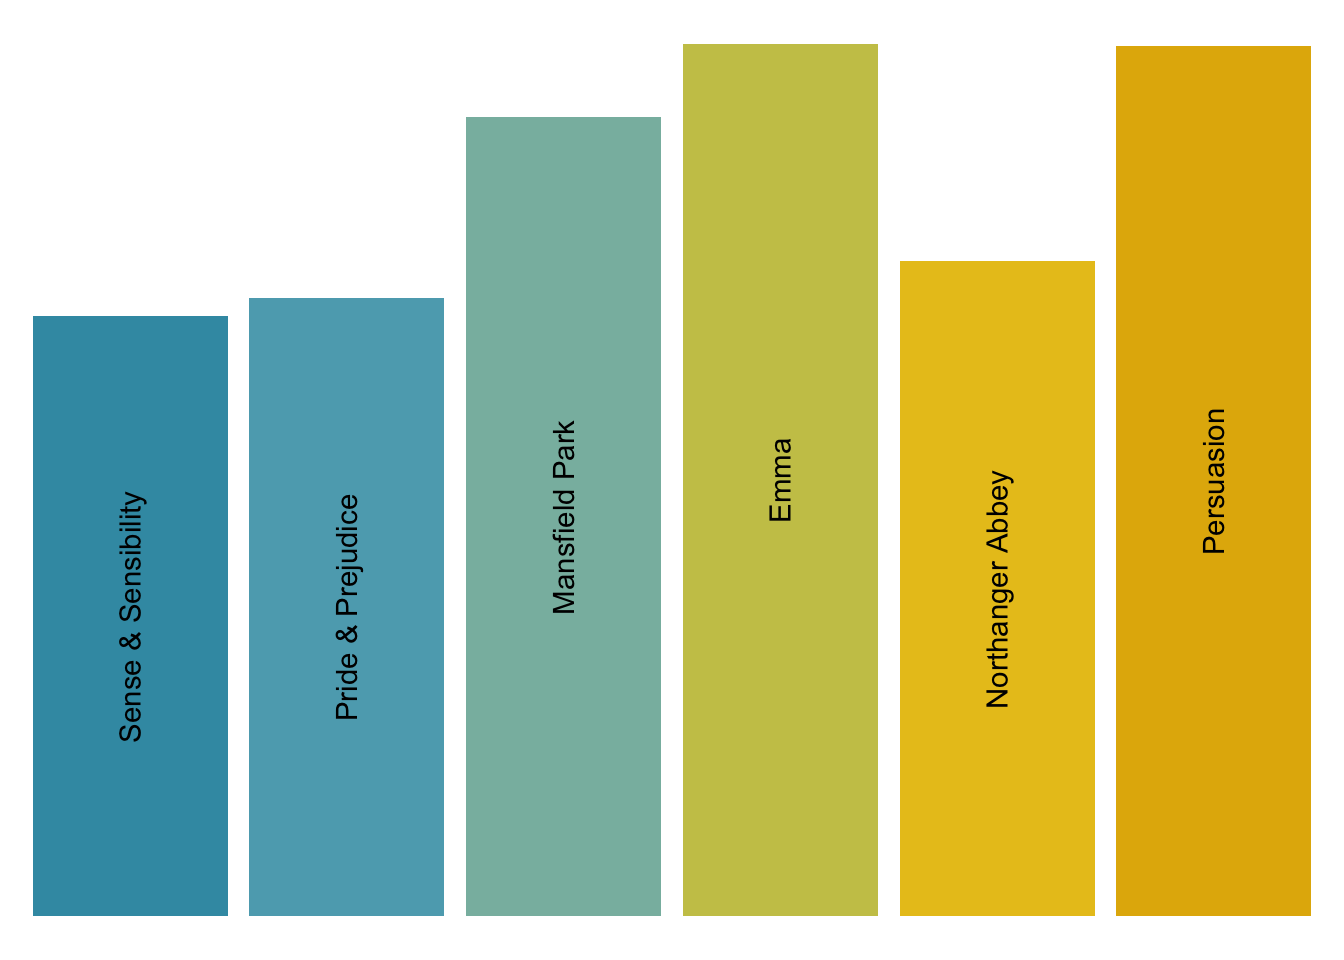 Sense & Sensibility
Pride & Prejudice
Mansfield Park
Emma
Northanger Abbey
Persuasion